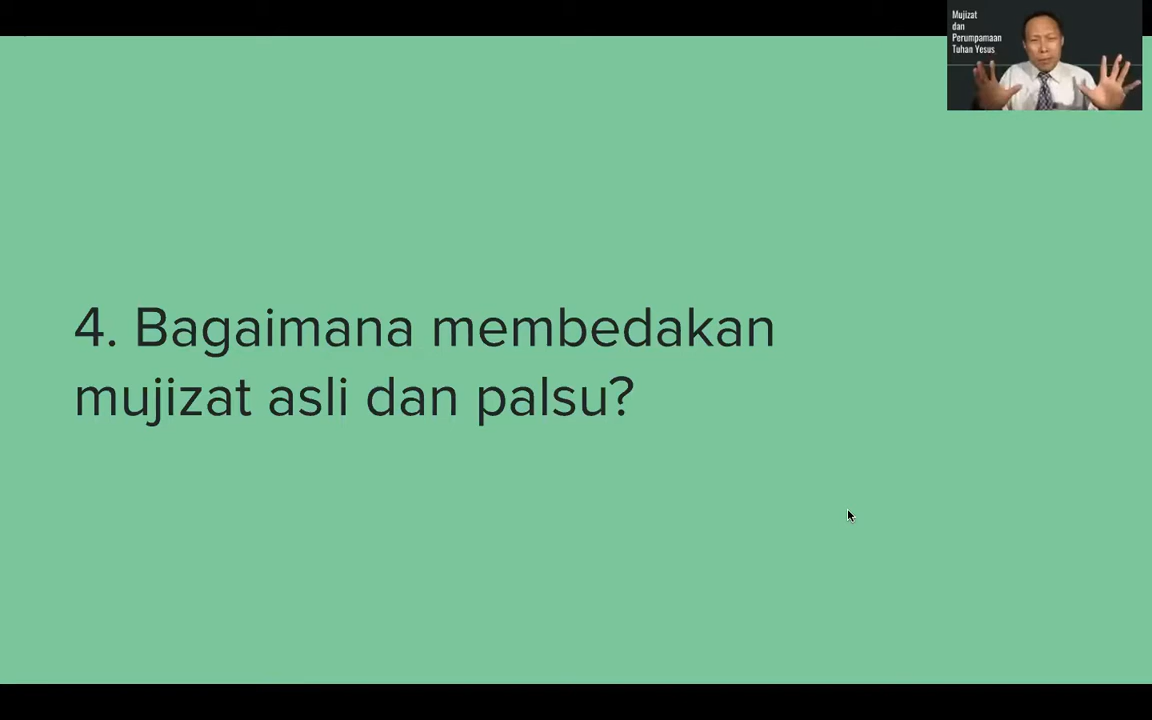 Mujizat
dan
Perumpamaan
Tuhan Yesus
4. Bagaimana membedakan
mujizat asli dan palsu?